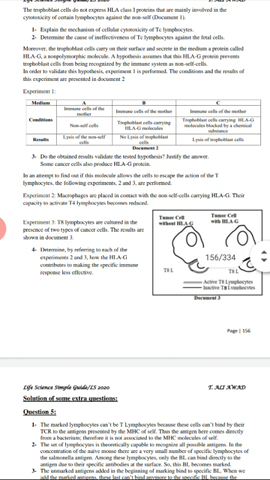 Life Science Simple Guide/LS 2020 T. ALI AWAD
The trophoblast cells do not express HLA class I proteins that are mainly involved in the
cytotoxicity of certain lymphocytes against the non-self (Document 1).
1- Explain the mechanism of cellular cytotoxicity of Tc lymphocytes.
2- Determine the cause of ineffectiveness of Tc lymphocytes against the fetal cells.
Moreover, the trophoblast cells carry on their surface and secrete in the medium a protein called
HLA-G, a nonpolymorphic molecule. A hypothesis assumes that this HLA-G protein prevents
trophoblast cells from being recognized by the immune system as non-self-cells.
In order to validate this hypothesis, experiment 1 is performed. The conditions and the results of
this experiment are presented in document 2
Experiment 1:
Medium A B C
Conditions Immune cells of the mother Immune cells of the mother Immune cells of the mother
Non-self cells Trophoblast cells carrying HLA-G molecules Trophoblast cells carrying HLA-G molecules blocked by a chemical substance
Results Lysis of the non-self cells No Lysis of trophoblast cells Lysis of trophoblast cells
Document 2
3- Do the obtained results validate the tested hypothesis? Justify the answer.
Some cancer cells also produce HLA-G protein.
In an attempt to find out if this molecule allows the cells to escape the action of the T
lymphocytes, the following experiments, 2 and 3, are performed.
Experiment 2: Macrophages are placed in contact with the non self-cells carrying HLA-G. Their
capacity to activate T4 lymphocytes becomes reduced.
Experiment 3: T8 lymphocytes are cultured in the
presence of two types of cancer cells. The results are
shown in document 3.
4- Determine, by referring to each of the
experiments 2 and 3, how the HLA-G
contributes to making the specific immune
response less effective.
Tumor Cell without HLA-G
Tumor Cell with HLA-G
156/334
T8 L
T8 L
Active T8 Lymphocytes
Inactive T8 Lymphocytes
Document 3
Page | 156
Life Science Simple Guide/LS 2020 T. ALI AWAD
Solution of some extra questions:
Question 5:
1- The marked lymphocytes can't be T Lymphocytes because these cells can't bind by their
TCR to the antigens presented by the MHC of self. Thus the antigen here comes directly
from a bacterium; therefore it is not associated to the MHC molecules of self.
2- The set of lymphocytes is theoretically capable to recognize all possible antigens. In the
concentration of the naive mouse there are a very small number of specific lymphocytes of
the salmonella antigen. Among these lymphocytes, only the BL can bind directly to the
antigen due to their specific antibodies at the surface. So, this BL becomes marked.
3- The unmarked antigens added in the beginning of marking bind to specific BL. When we
add the marked antigens, these last can't bind anymore to the specific BL because the